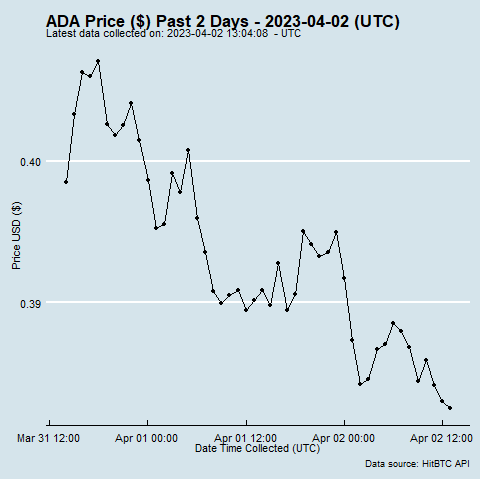 ADA Price ($) Past 2 Days - 2023-04-02 (UTC)
Latest data collected on: 2023-04-02 13:04:08 - UTC
0.40
0.39
Price USD ($)
Mar 31 12:00
Apr 01 00:00
Apr 01 12:00
Apr 02 00:00
Apr 02 12:00
Date Time Collected (UTC)
Data source: HitBTC API